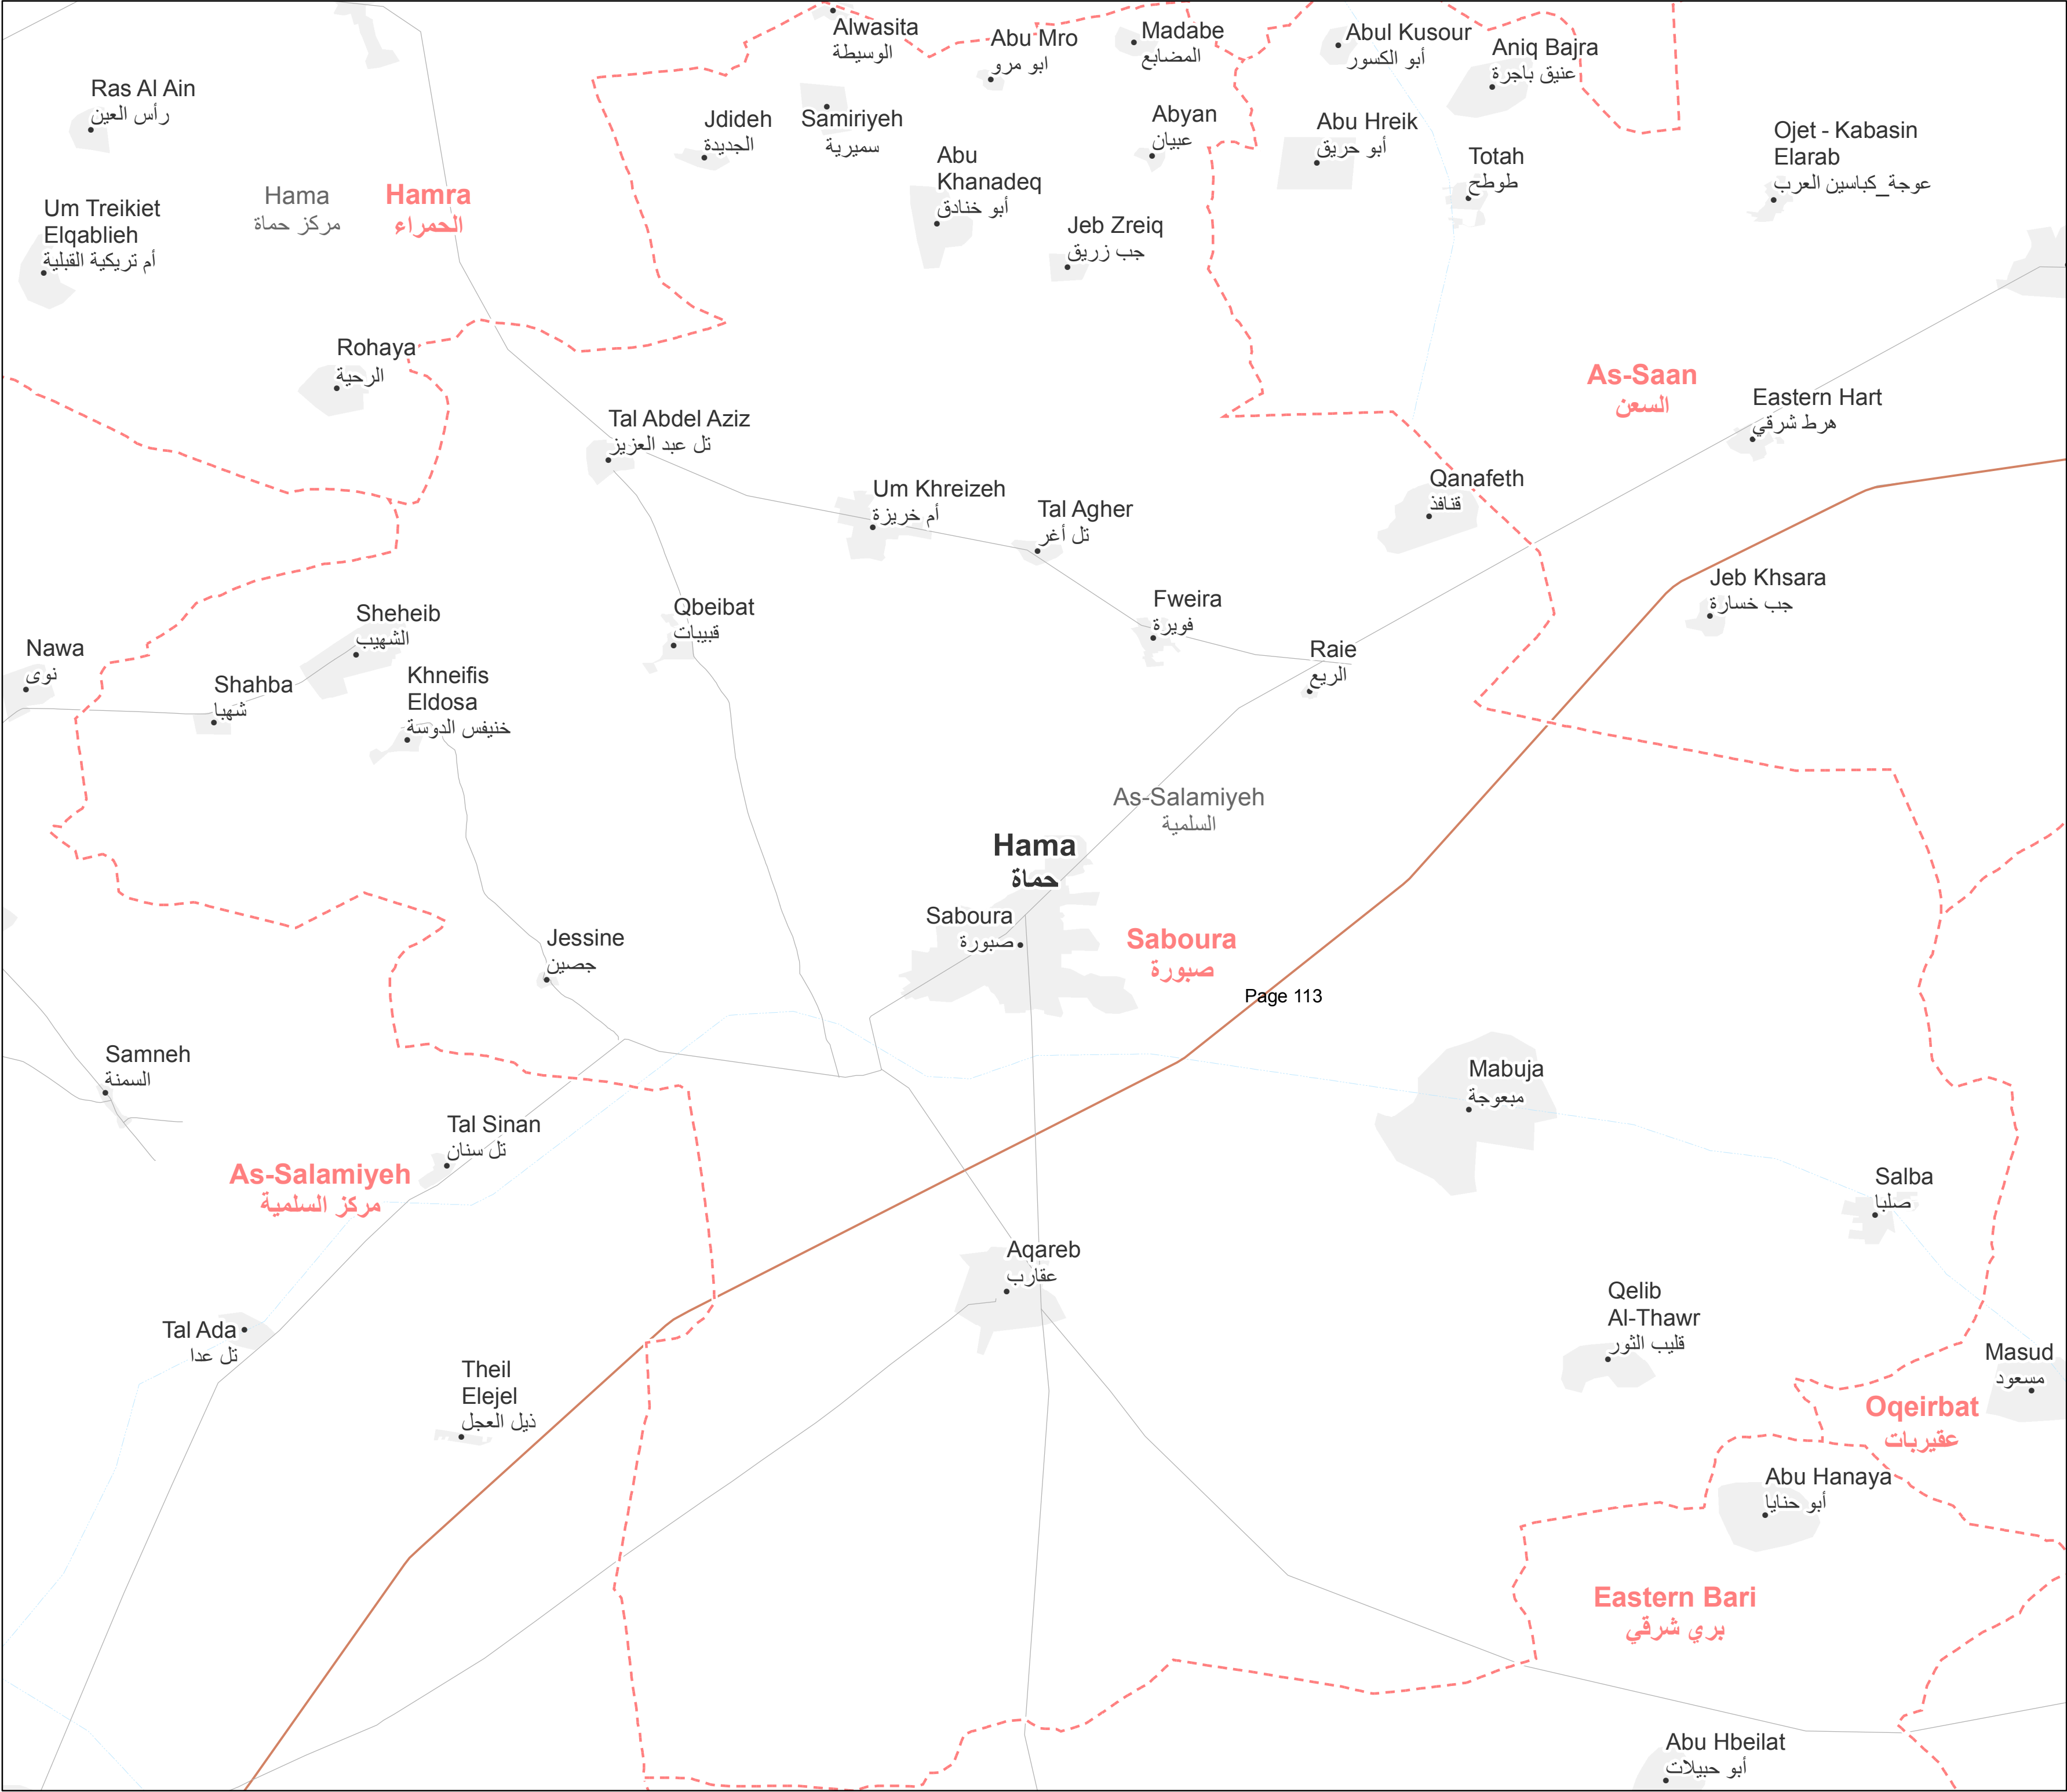 Alwasita
الوسيطة
Abu Mro
ابو مرو
Madabe
المضابع
Abul Kusour
أبو الكسور
Aniq Bajra
عنيق باجرة
Ras Al Ain
رأس العين
Jdideh
الجديدة
Samiriyeh
سميرية
Abyan
عبيان
Abu Hreik
أبو حريق
Totah
طوطح
Ojet - Kabasin
Elarab
عوجة_كباسين العرب
Abu
Khanadeq
أبو خنادق
Um Treikiet
Elqablieh
أم تريكية القبلية
Hama
مركز حماة
Hamra
الحمراء
Jeb Zreiq
جب زريق
Rohaya
الرحية
As-Saan
السعن
Eastern Hart
هرط شرقي
Tal Abdel Aziz
تل عبد العزيز
Um Khreizeh
أم خريزة
Tal Agher
تل أغر
Qanafeth
قنافذ
Jeb Khsara
جب خسارة
Sheheib
الشهيب
Qbeibat
قبيبات
Fweira
فويرة
Nawa
نوى
Shahba
شهبا
Khneifis
Eldosa
خنيفس الدوسة
Raie
الريع
As-Salamiyeh
السلمية
Hama
حماة
Saboura
صبورة
Saboura
صبورة
Jessine
جصين
Page 113
Samneh
السمنة
Mabuja
مبعوجة
Tal Sinan
تل سنان
As-Salamiyeh
مركز السلمية
Salba
صلبا
Aqareb
عقارب
Qelib
Al-Thawr
قليب الثور
Tal Ada
تل عدا
Masud
مسعود
Theil
Elejel
ذيل العجل
Oqeirbat
عقيربات
Abu Hanaya
أبو حنايا
Eastern Bari
بري شرقي
Abu Hbeilat
أبو حبيلات